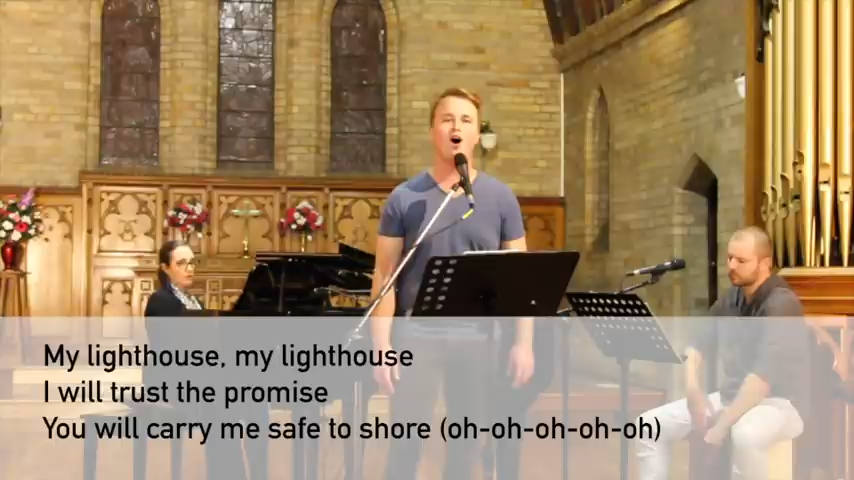 My lighthouse, my lighthouse
I will trust the promise
You will carry me safe to shore (oh-oh-oh-oh-oh)